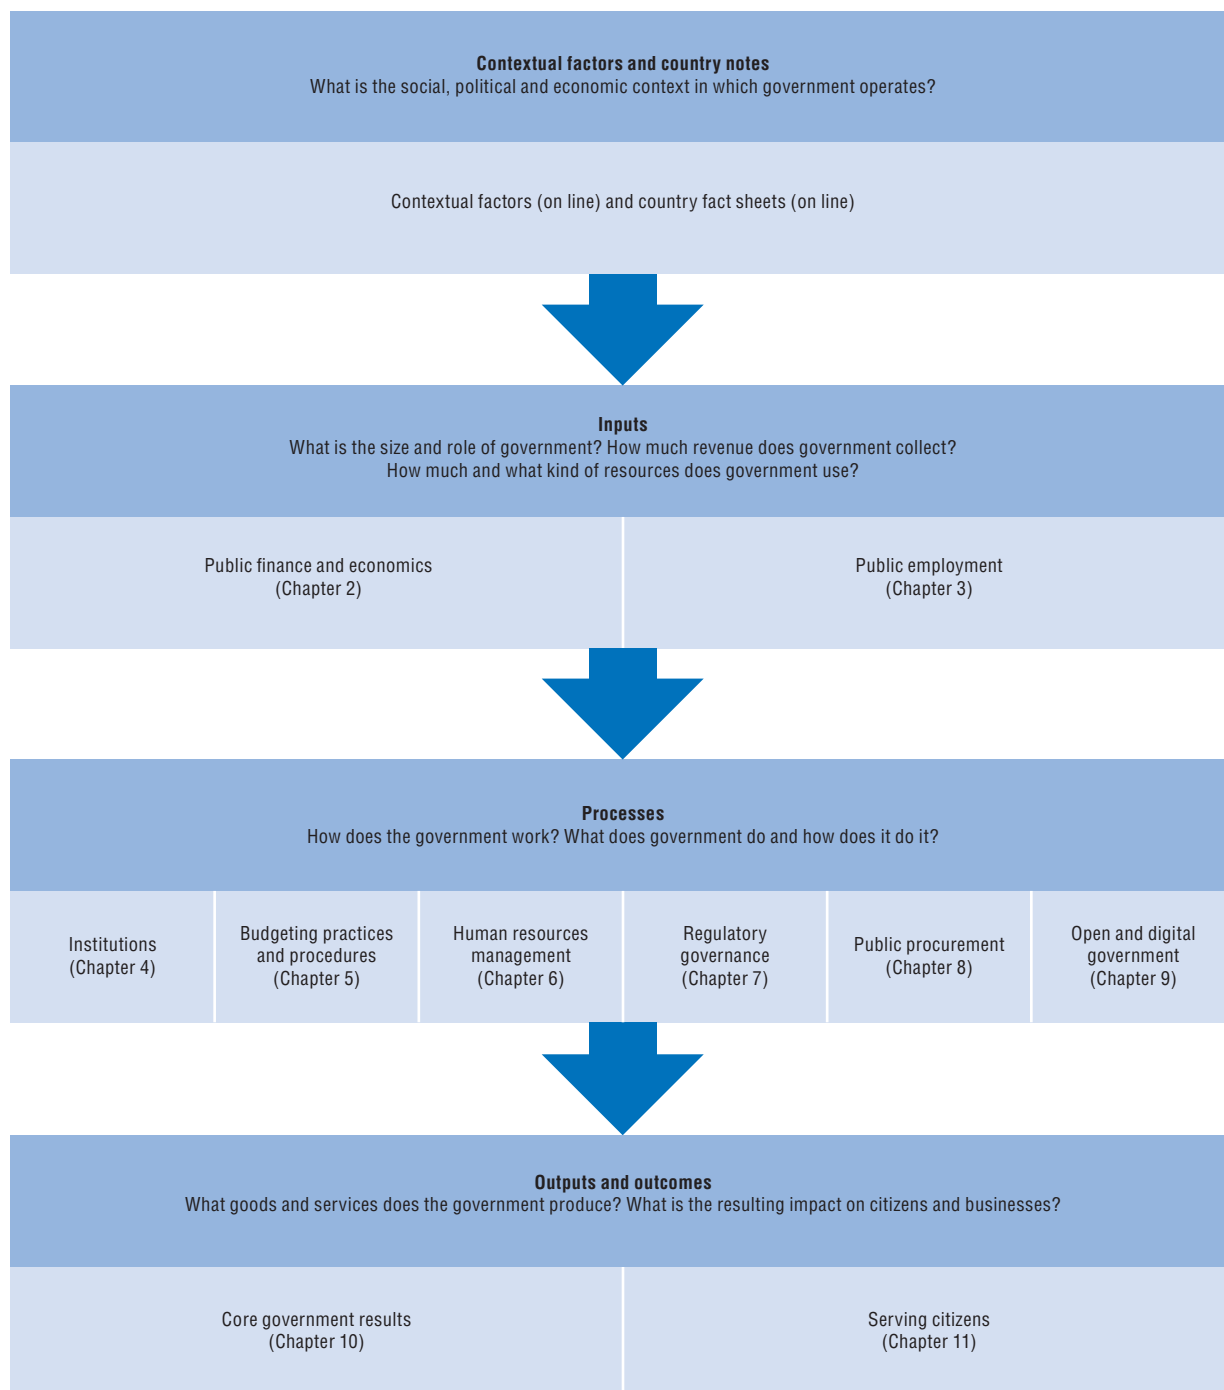 Contextual factors and country notes
What is the social, political and economic context in which government operates?
Contextual factors (on line) and country fact sheets (on line)
Inputs
What is the size and role of government? How much revenue does government collect?
How much and what kind of resources does government use?
Public finance and economics
(Chapter 2)
Public employment
(Chapter 3)
Processes
How does the government work? What does government do and how does it do it?
Institutions
(Chapter 4)
Budgeting practices
and procedures
(Chapter 5)
Human resources
management
(Chapter 6)
Regulatory
governance
(Chapter 7)
Public procurement
(Chapter 8)
Open and digital
government
(Chapter 9)
Outputs and outcomes
What goods and services does the government produce? What is the resulting impact on citizens and businesses?
Core government results
(Chapter 10)
Serving citizens
(Chapter 11)